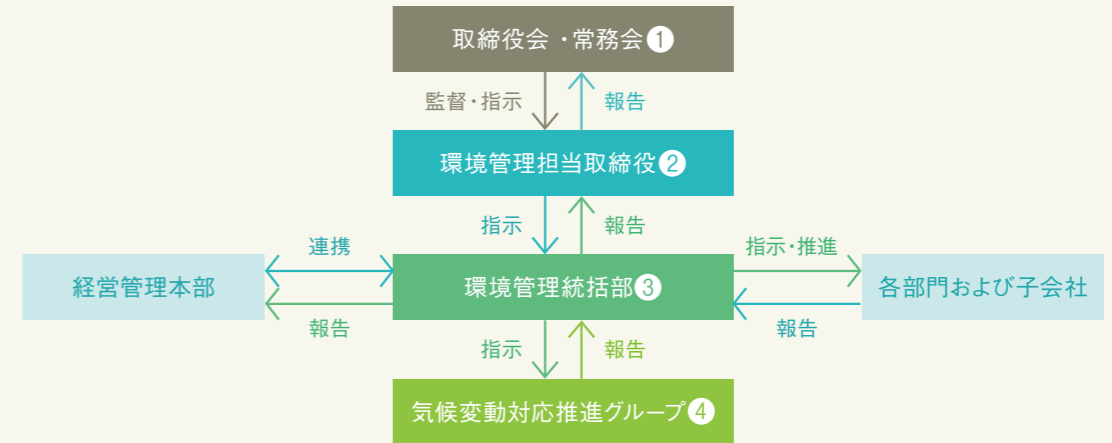 取締役会・常務会❶
監督・指示
報告
環境管理担当取締役❷
指示
報告
連携
指示・推進
経営管理本部
環境管理統括部❸
各部門および子会社
報告
報告
指示
報告
気候変動対応推進グループ❹